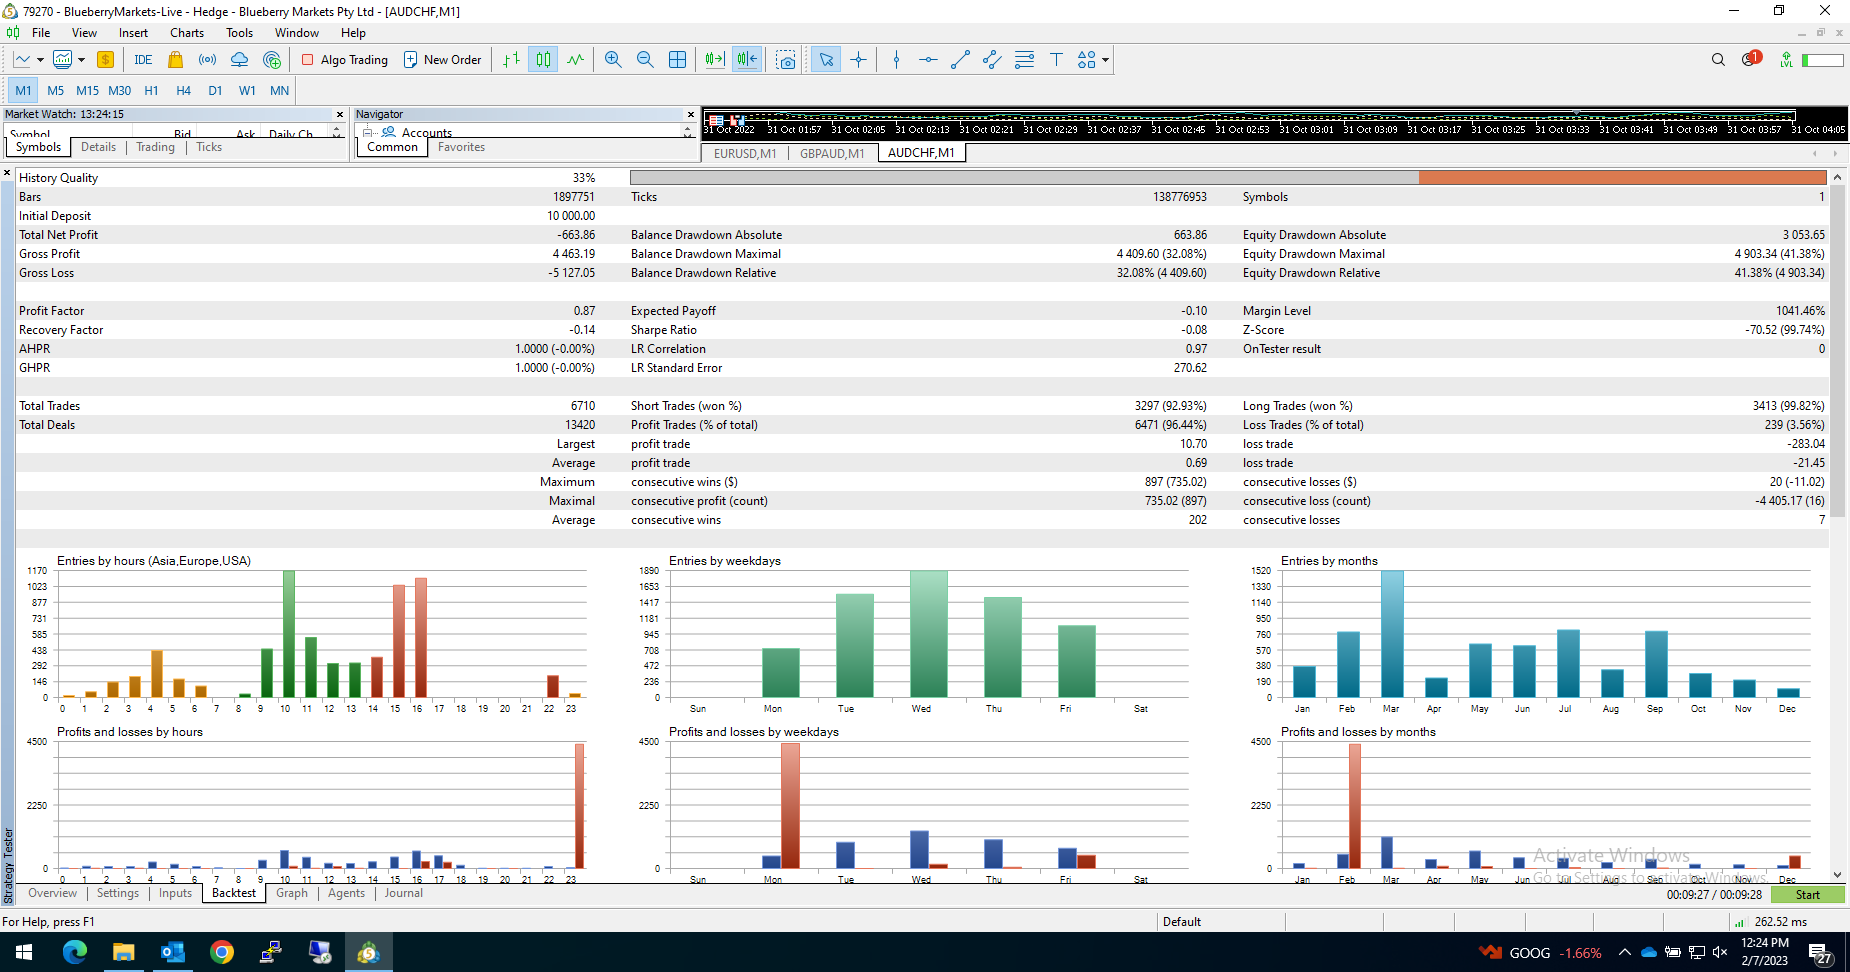 79270 - BlueberryMarkets-Live - Hedge - Blueberry Markets Pty Ltd - [AUDCHF,M1]
File View Insert Charts Tools Window Help
IDE Algo Trading New Order 1 LVL
M1 M5 M15 M30 H1 H4 D1 W1 MN
Market Watch: 13:24:15 Navigator
Symbol Bid Ask Daily Ch... Accounts
31 Oct 2022 31 Oct 01:57 31 Oct 02:05 31 Oct 02:13 31 Oct 02:21 31 Oct 02:29 31 Oct 02:37 31 Oct 02:45 31 Oct 02:53 31 Oct 03:01 31 Oct 03:09 31 Oct 03:17 31 Oct 03:25 31 Oct 03:33 31 Oct 03:41 31 Oct 03:49 31 Oct 03:57 31 Oct 04:05
Symbols Details Trading Ticks Common Favorites
EURUSD,M1 GBPAUD,M1 AUDCHF,M1
History Quality 33%
Bars 1897751 Ticks 138776953 Symbols 1
Initial Deposit 10 000.00
Total Net Profit -663.86 Balance Drawdown Absolute 663.86 Equity Drawdown Absolute 3 053.65
Gross Profit 4 463.19 Balance Drawdown Maximal 4 409.60 (32.08%) Equity Drawdown Maximal 4 903.34 (41.38%)
Gross Loss -5 127.05 Balance Drawdown Relative 32.08% (4 409.60) Equity Drawdown Relative 41.38% (4 903.34)
Profit Factor 0.87 Expected Payoff -0.10 Margin Level 1041.46%
Recovery Factor -0.14 Sharpe Ratio -0.08 Z-Score -70.52 (99.74%)
AHPR 1.0000 (-0.00%) LR Correlation 0.97 OnTester result 0
GHPR 1.0000 (-0.00%) LR Standard Error 270.62
Total Trades 6710 Short Trades (won %) 3297 (92.93%) Long Trades (won %) 3413 (99.82%)
Total Deals 13420 Profit Trades (% of total) 6471 (96.44%) Loss Trades (% of total) 239 (3.56%)
Largest profit trade 10.70 loss trade -283.04
Average profit trade 0.69 loss trade -21.45
Maximum consecutive wins ($) 897 (735.02) consecutive losses ($) 20 (-11.02)
Maximal consecutive profit (count) 735.02 (897) consecutive loss (count) -4 405.17 (16)
Average consecutive wins 202 consecutive losses 7
Entries by hours (Asia,Europe,USA) Entries by weekdays Entries by months
1170 1890 1520
1023 1653 1330
877 1417 1140
731 1181 950
585 945 760
438 708 570
292 472 380
146 236 190
0 0 0
0 1 2 3 4 5 6 7 8 9 10 11 12 13 14 15 16 17 18 19 20 21 22 23 Sun Mon Tue Wed Thu Fri Sat Jan Feb Mar Apr May Jun Jul Aug Sep Oct Nov Dec
Profits and losses by hours Profits and losses by weekdays Profits and losses by months
4500 4500 4500
2250 2250 2250
0 0 0
0 1 2 3 4 5 6 7 8 9 10 11 12 13 14 15 16 17 18 19 20 21 22 23 Sun Mon Tue Wed Thu Fri Sat Jan Feb Mar Apr May Jun Jul Aug Sep Oct Nov Dec
Activate Windows
Go to Settings to activate Windows.
Strategy Tester
Overview Settings Inputs Backtest Graph Agents Journal 00:09:27 / 00:09:28 Start
For Help, press F1 Default 262.52 ms
GOOG -1.66% 12:24 PM
2/7/2023 27